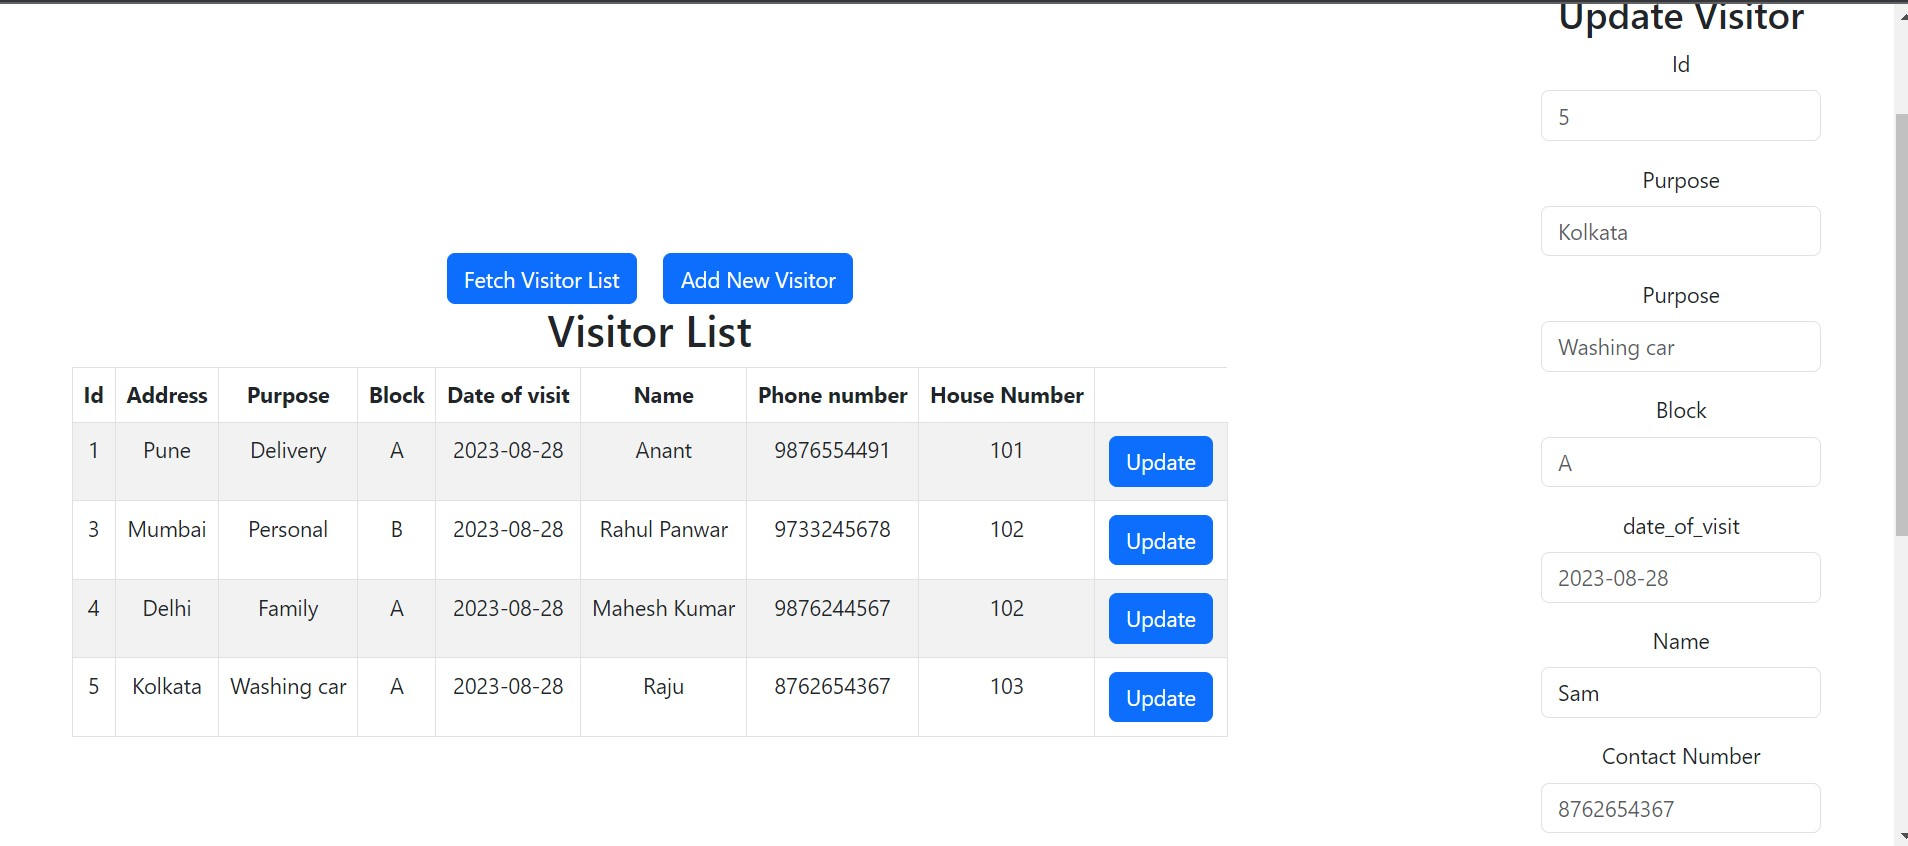 Fetch Visitor List Add New Visitor
Visitor List
Id Address Purpose Block Date of visit Name Phone number House Number
1 Pune Delivery A 2023-08-28 Anant 9876554491 101 Update
3 Mumbai Personal B 2023-08-28 Rahul Panwar 9733245678 102 Update
4 Delhi Family A 2023-08-28 Mahesh Kumar 9876244567 102 Update
5 Kolkata Washing car A 2023-08-28 Raju 8762654367 103 Update
Update Visitor
Id
5
Purpose
Kolkata
Purpose
Washing car
Block
A
date_of_visit
2023-08-28
Name
Sam
Contact Number
8762654367